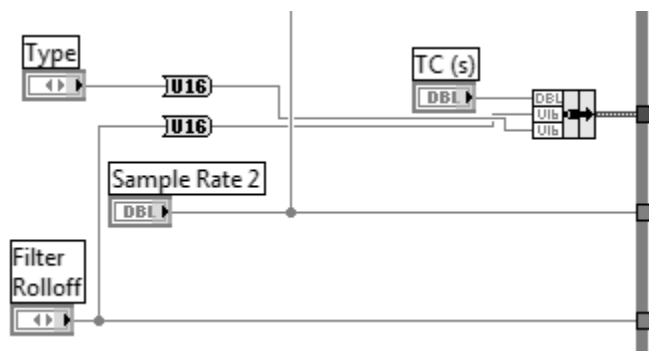 Type
U16
TC (s)
DBL
DBL
U16
U16
U16
Sample Rate 2
DBL
Filter
Rolloff